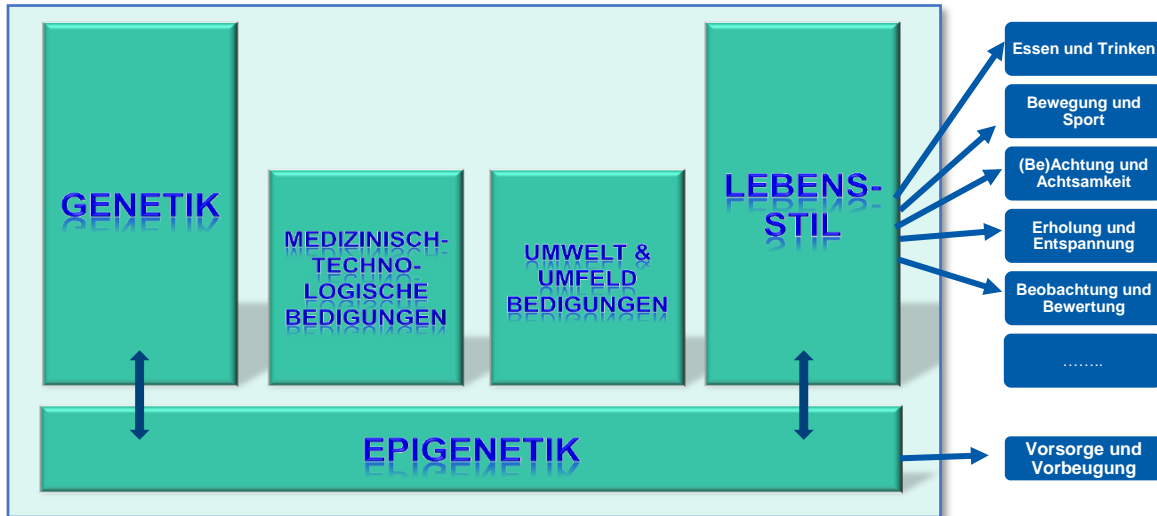 GENETIK
MEDIZINISCH-
TECHNO-
LOGISCHE
BEDIGUNGEN
UMWELT &
UMFELD
BEDIGUNGEN
LEBENS-
STIL
EPIGENETIK
Essen und Trinken
Bewegung und
Sport
(Be)Achtung und
Achtsamkeit
Erholung und
Entspannung
Beobachtung und
Bewertung
........
Vorsorge und
Vorbeugung